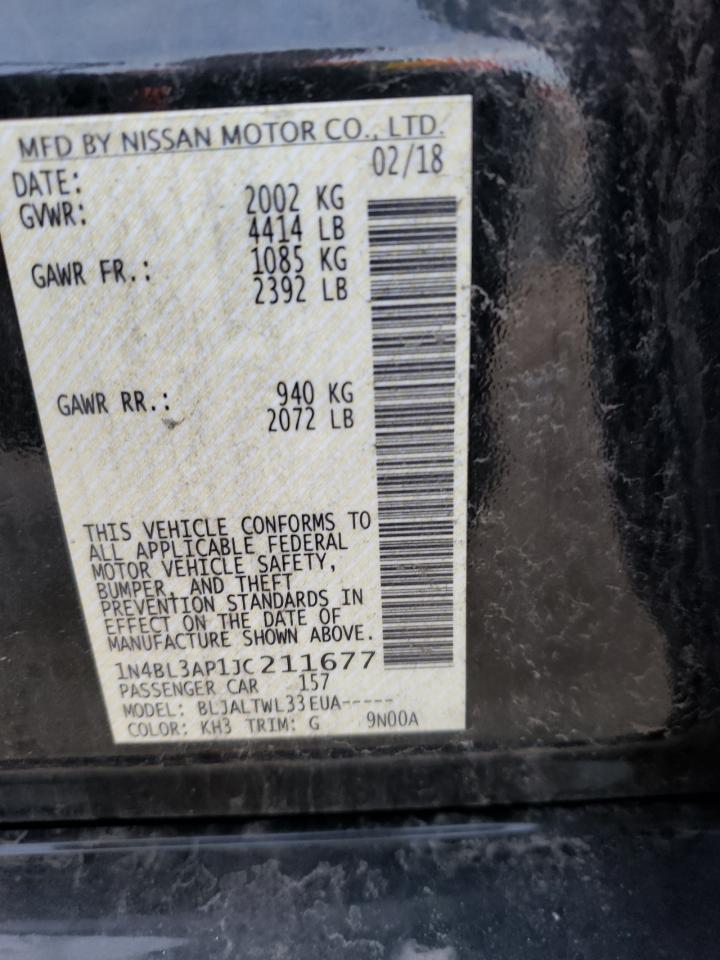 MFD BY NISSAN MOTOR CO., LTD.
DATE: 02/18
GVWR: 2002 KG
4414 LB
GAWR FR.: 1085 KG
2392 LB
GAWR RR.: 940 KG
2072 LB
THIS VEHICLE CONFORMS TO
ALL APPLICABLE FEDERAL
MOTOR VEHICLE SAFETY,
BUMPER, AND THEFT
PREVENTION STANDARDS IN
EFFECT ON THE DATE OF
MANUFACTURE SHOWN ABOVE.
1N4BL3AP1JC211677
PASSENGER CAR 157
MODEL: BLJALTWL33EUA-----
COLOR: KH3 TRIM: G 9N00A